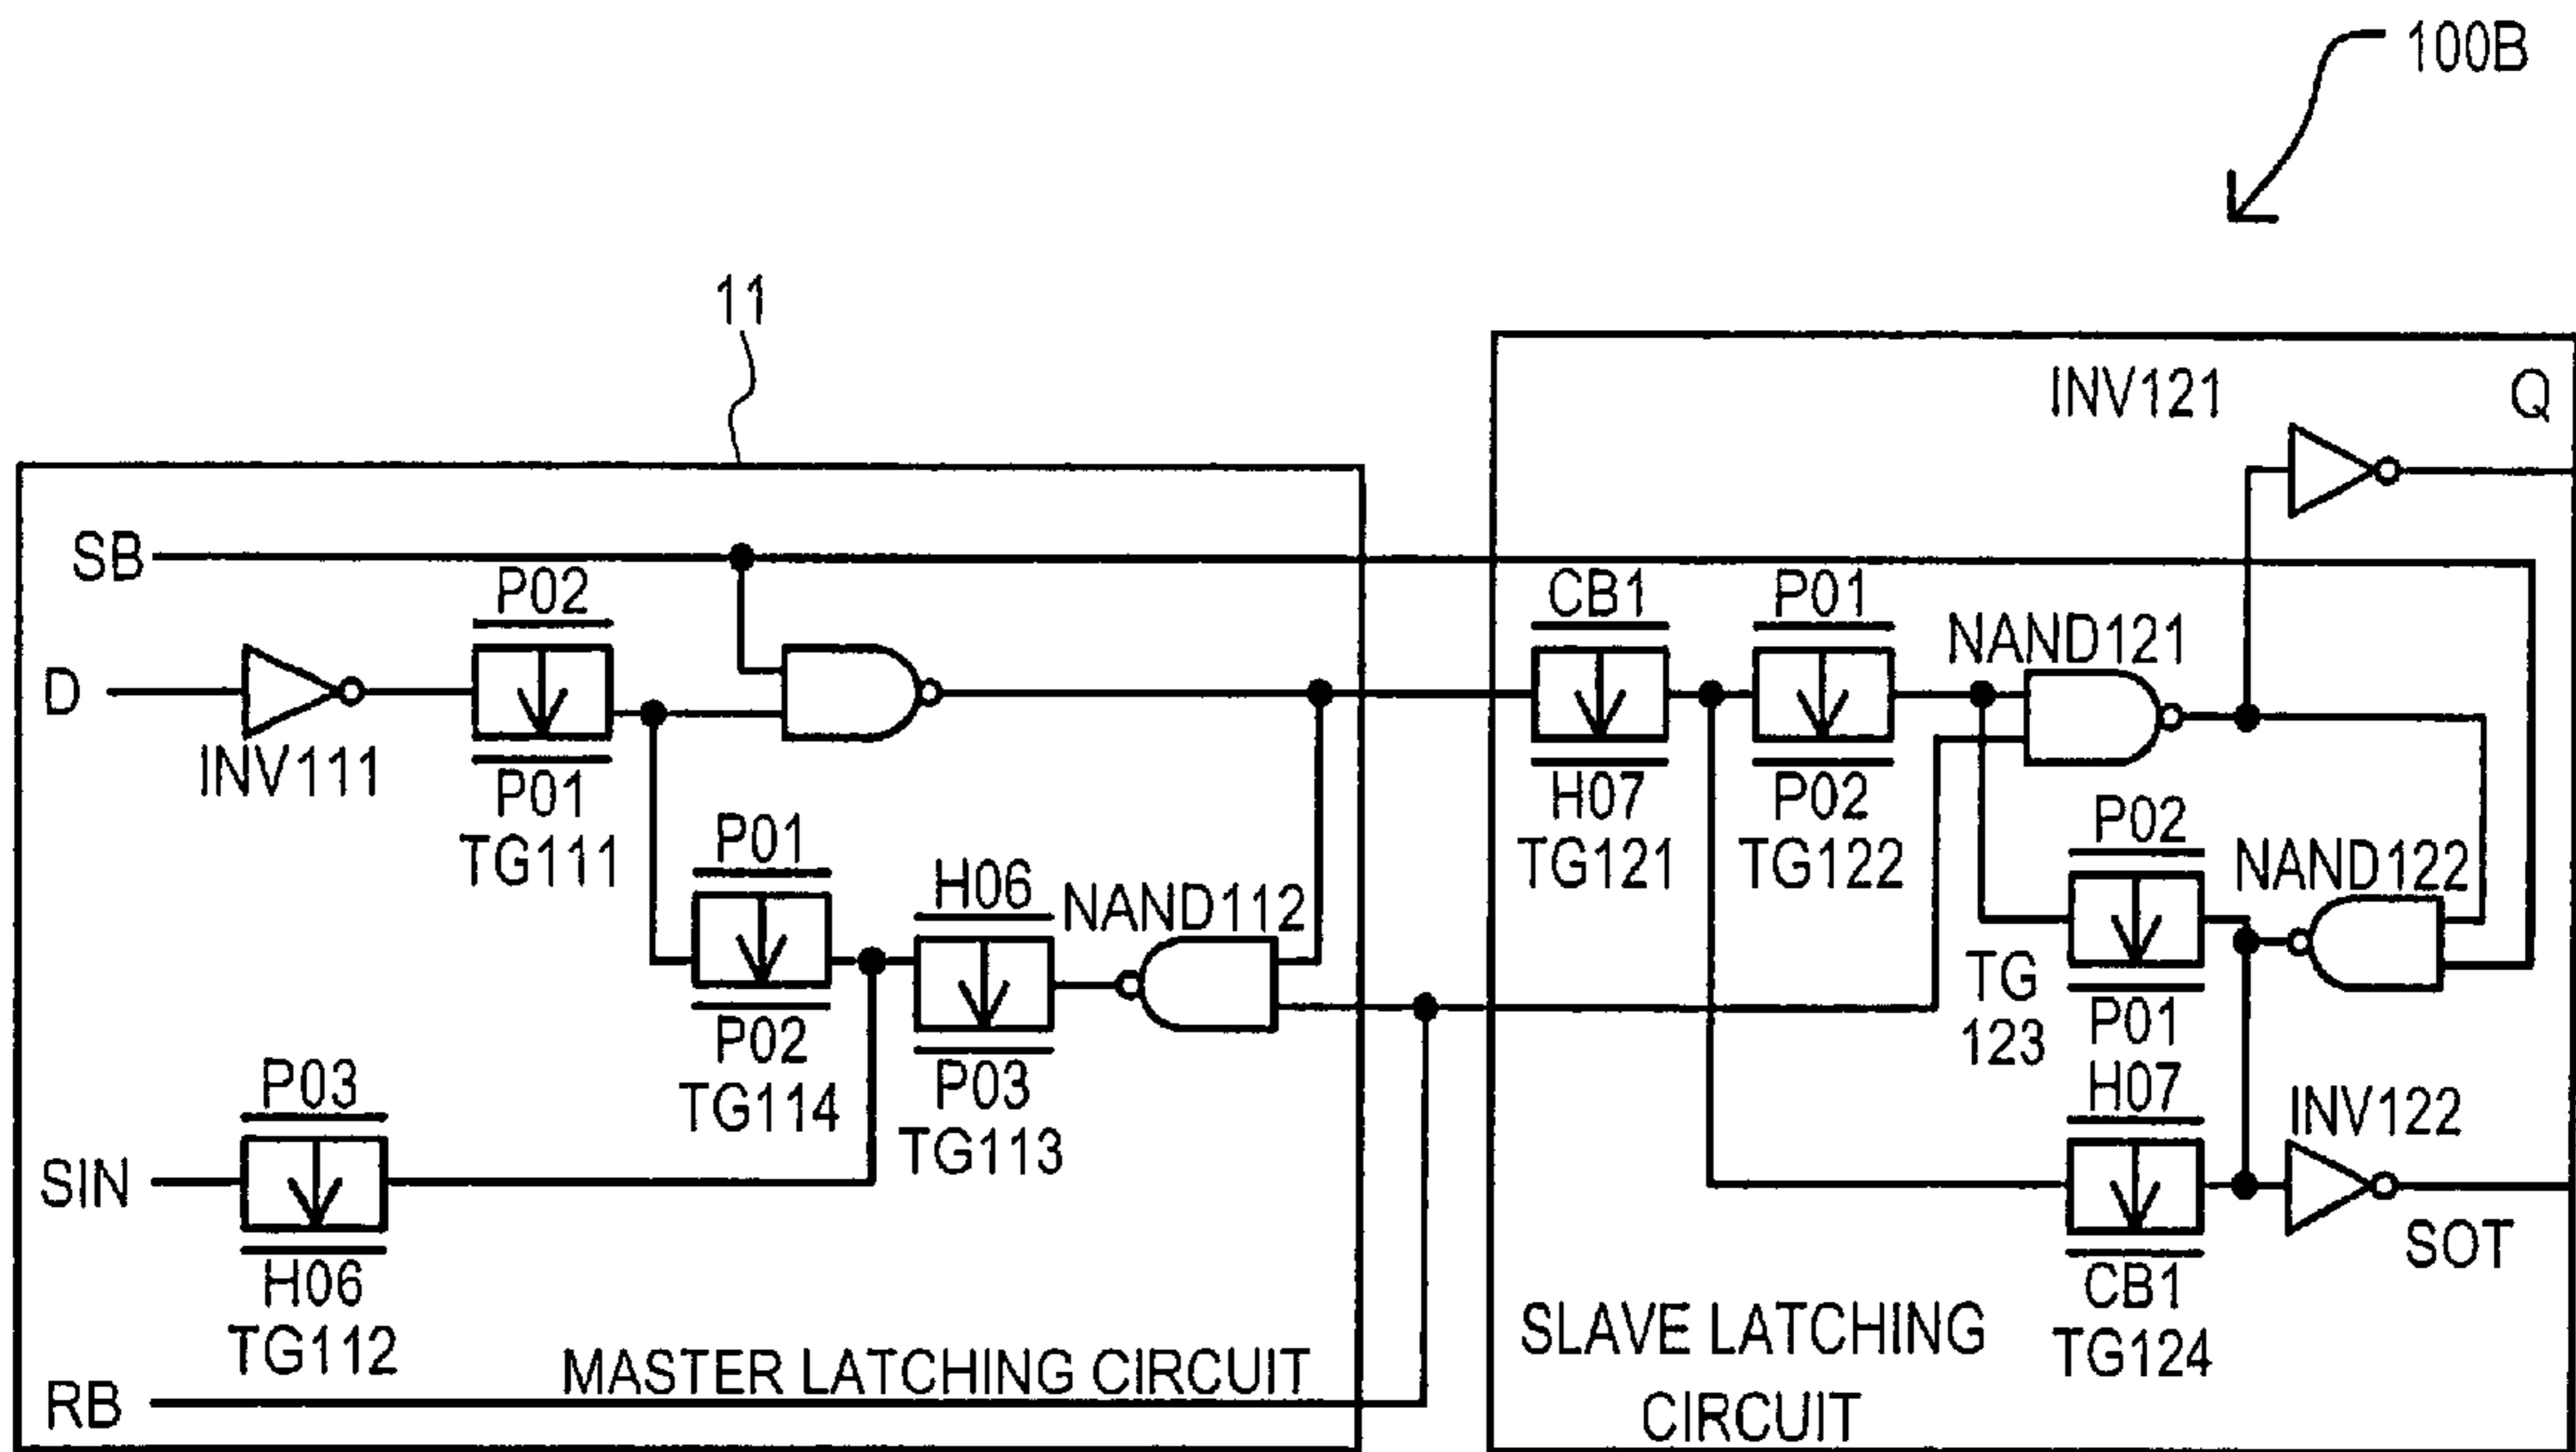 100B
11
INV121
Q
SB
P02
CB1
P01
NAND121
D
INV111
P01
TG111
H07
TG121
P02
TG122
P01
H06
NAND112
P02
NAND122
P02
TG114
P03
TG113
TG
123
P01
H07
INV122
P03
SIN
H06
TG112
SOT
CB1
TG124
MASTER LATCHING CIRCUIT
SLAVE LATCHING
CIRCUIT
RB